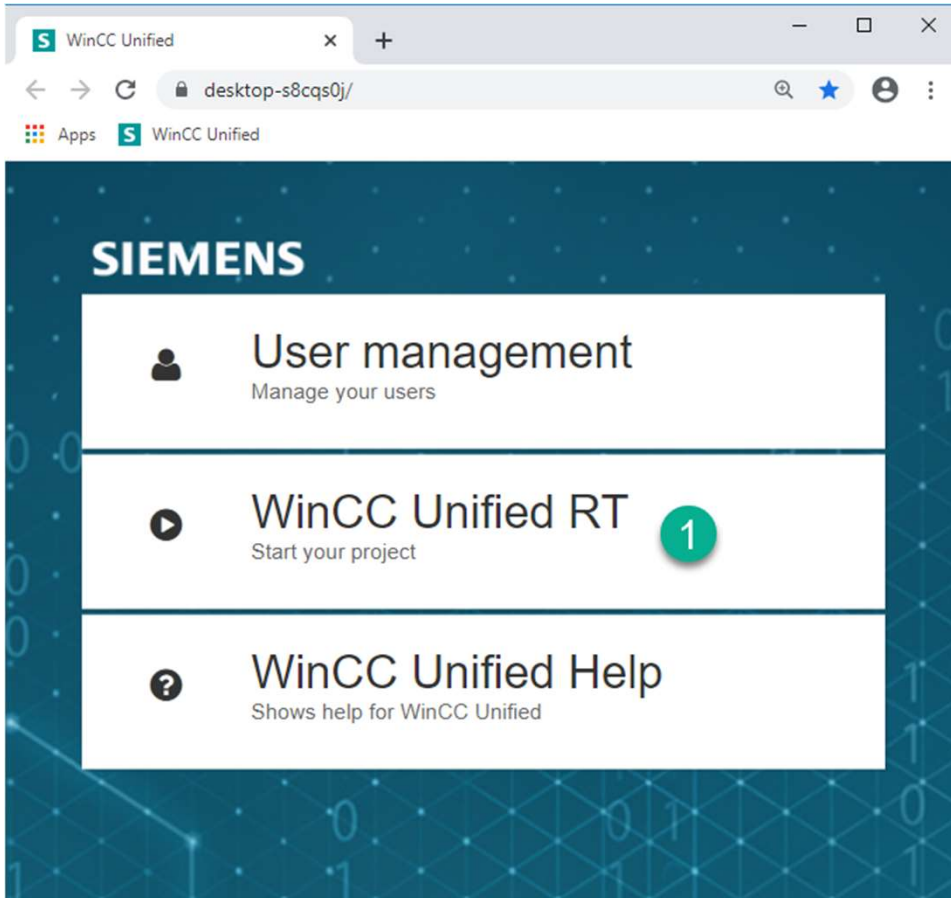 S WinCC Unified
desktop-s8cqs0j/
Apps S WinCC Unified
SIEMENS
User management
Manage your users
WinCC Unified RT
Start your project
1
WinCC Unified Help
Shows help for WinCC Unified